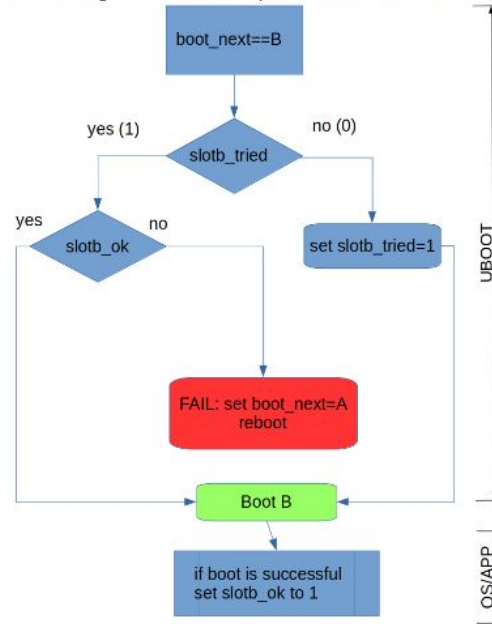 boot_next==B
yes (1)
no (0)
slotb_tried
yes
slotb_ok
no
set slotb_tried=1
UBOOT
FAIL: set boot_next=A
reboot
Boot B
if boot is successful
set slotb_ok to 1
OS/APP